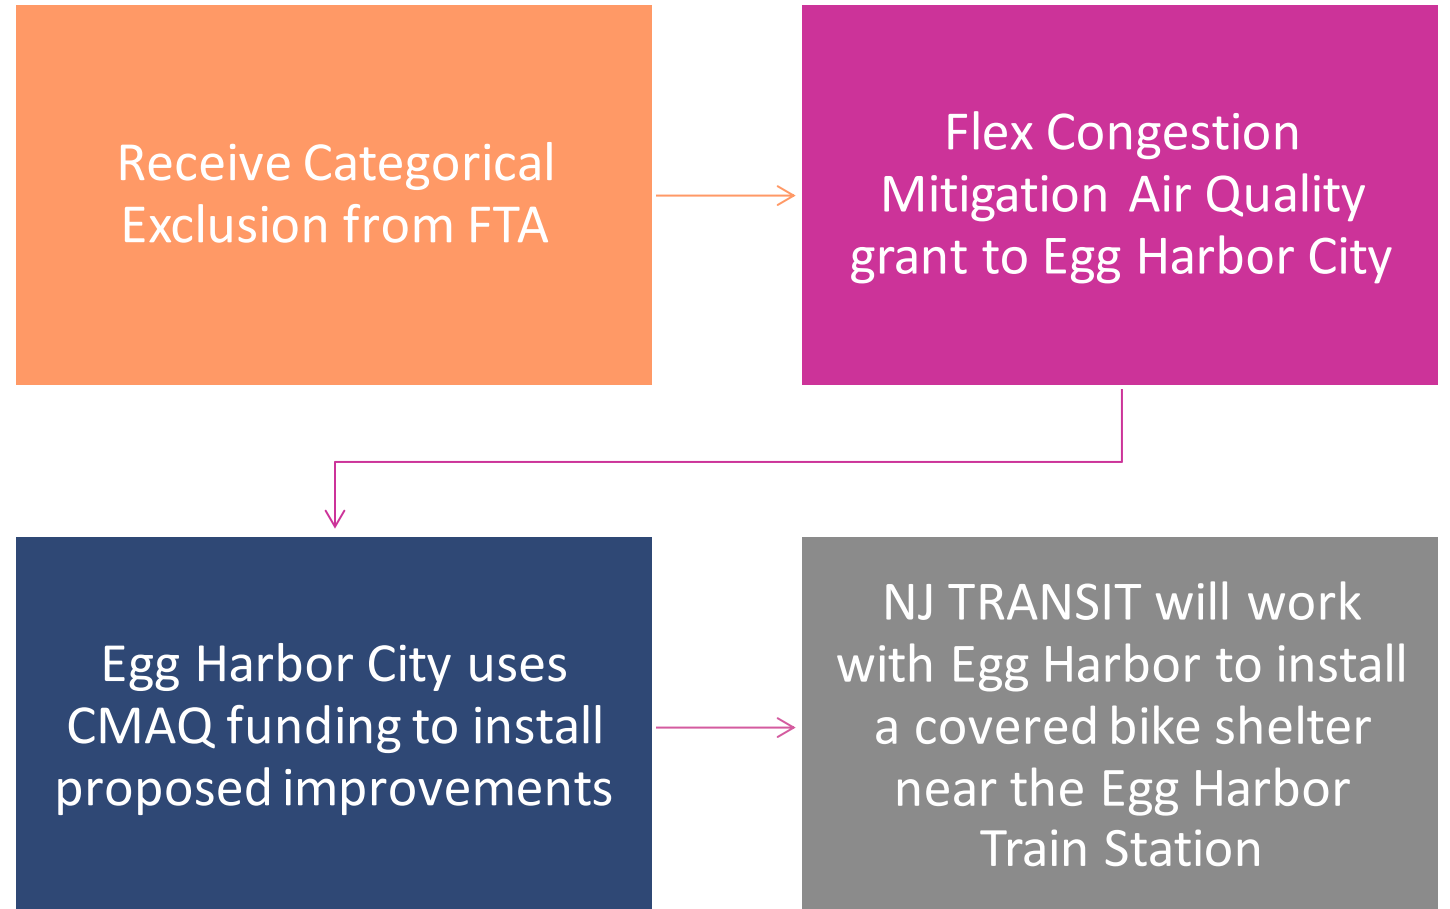 Receive Categorical
Exclusion from FTA
Flex Congestion
Mitigation Air Quality
grant to Egg Harbor City
Egg Harbor City uses
CMAQ funding to install
proposed improvements
NJ TRANSIT will work
with Egg Harbor to install
a covered bike shelter
near the Egg Harbor
Train Station